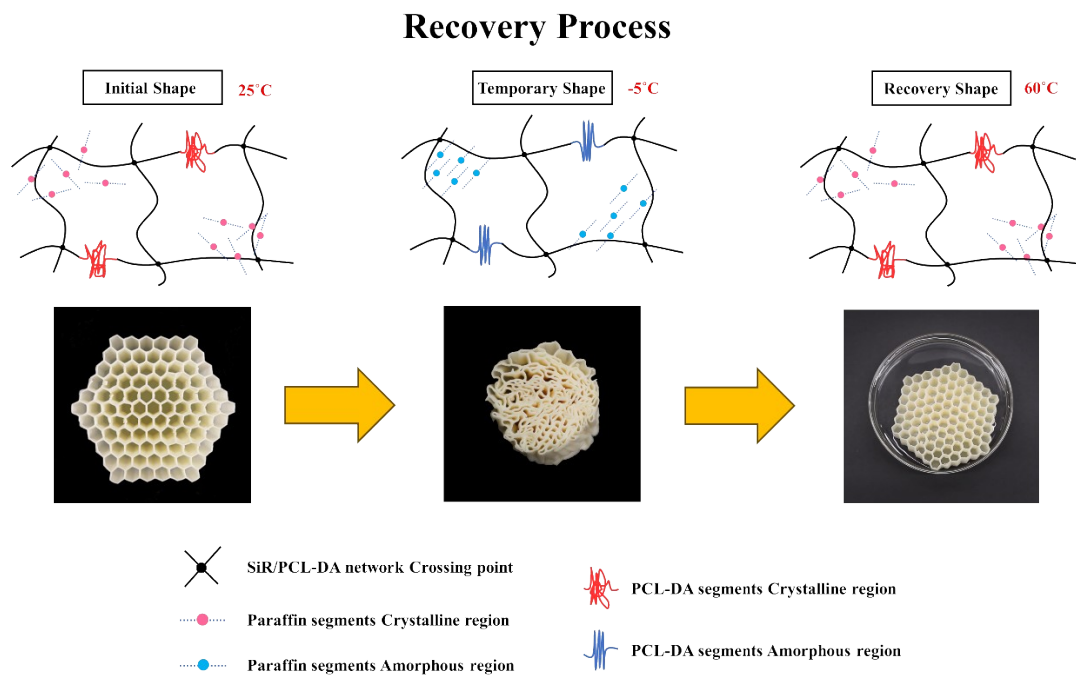 Recovery Process
Initial Shape 25°C
Temporary Shape -5°C
Recovery Shape 60°C
SiR/PCL-DA network Crossing point
Paraffin segments Crystalline region
Paraffin segments Amorphous region
PCL-DA segments Crystalline region
PCL-DA segments Amorphous region